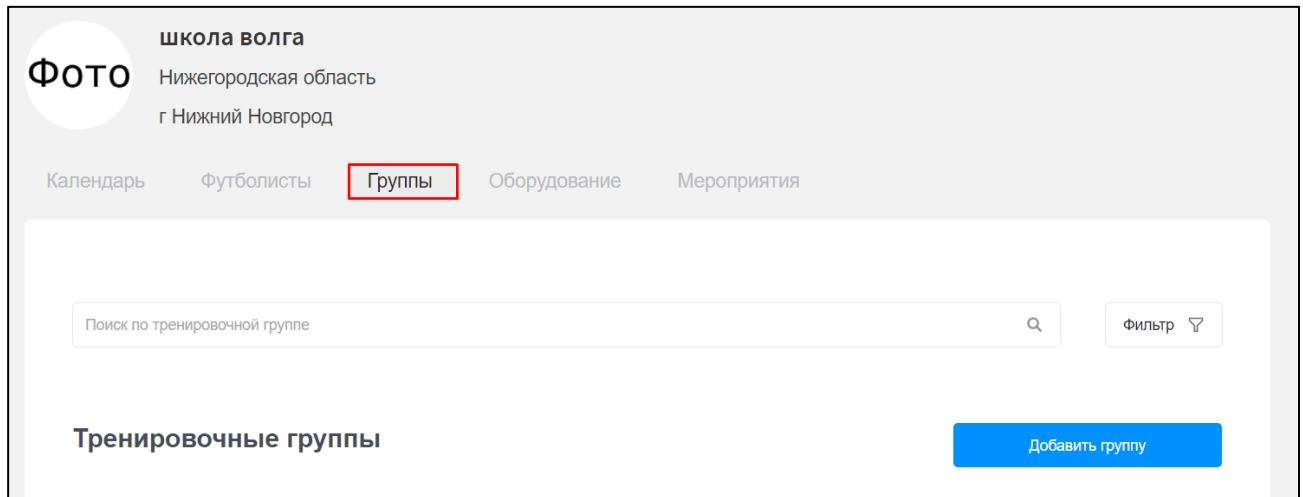 Фото
школа волга
Нижегородская область
г Нижний Новгород
Календарь Футболисты Группы Оборудование Мероприятия
Поиск по тренировочной группе Фильтр
Тренировочные группы Добавить группу